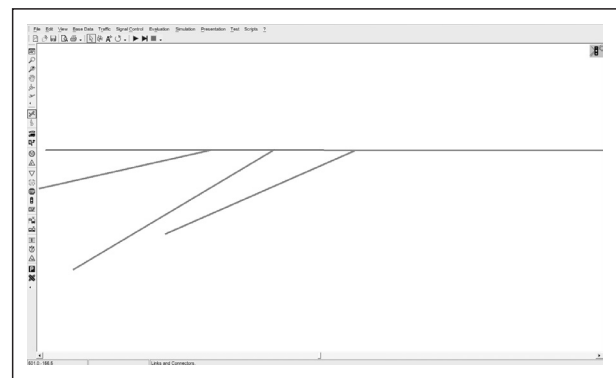 File Edit View Base Data Traffic Signal Control Evaluation Simulation Presentation Test Scripts ?
Links and Connectors